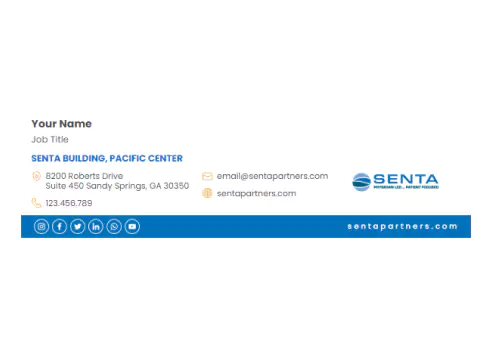 Your Name
Job Title
SENTA BUILDING, PACIFIC CENTER
8200 Roberts Drive
Suite 450 Sandy Springs, GA 30350
123.456.789
email@sentapartners.com
sentapartners.com
SENTA
PHYSICIAN LED... PATIENT FOCUSED
sentapartners.com